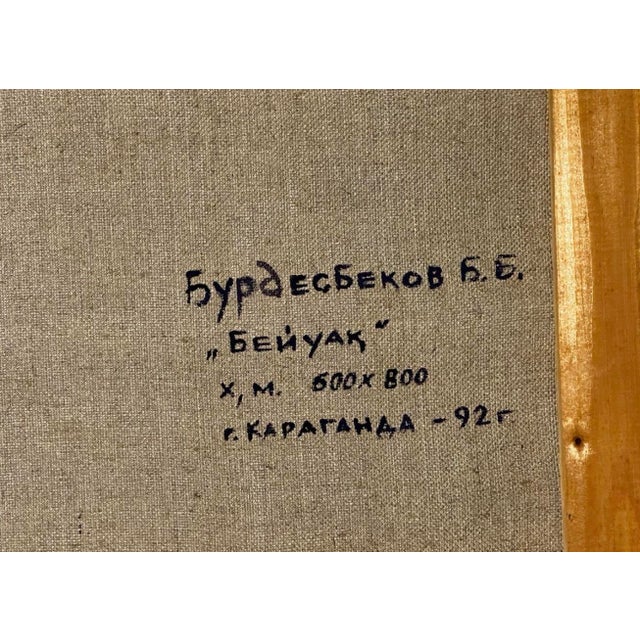 Бурдесбеков Б.Б.
„Бейуақ"
х, м. 600х800
г. Караганда - 92г